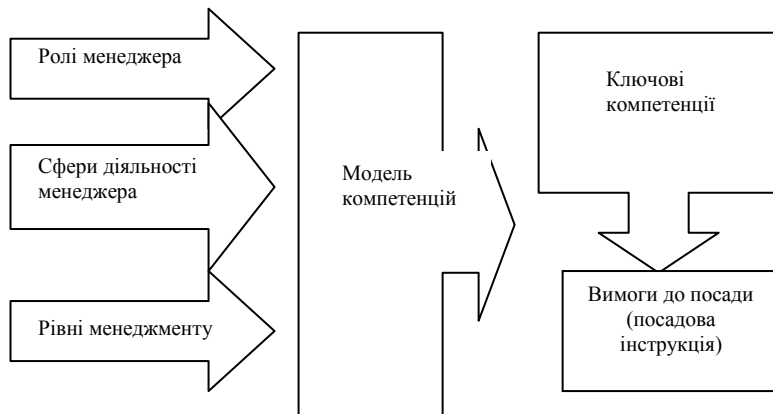 Ролі менеджера
Сфери діяльності
менеджера
Рівні менеджменту
Модель
компетенцій
Ключові
компетенції
Вимоги до посади
(посадова
інструкція)